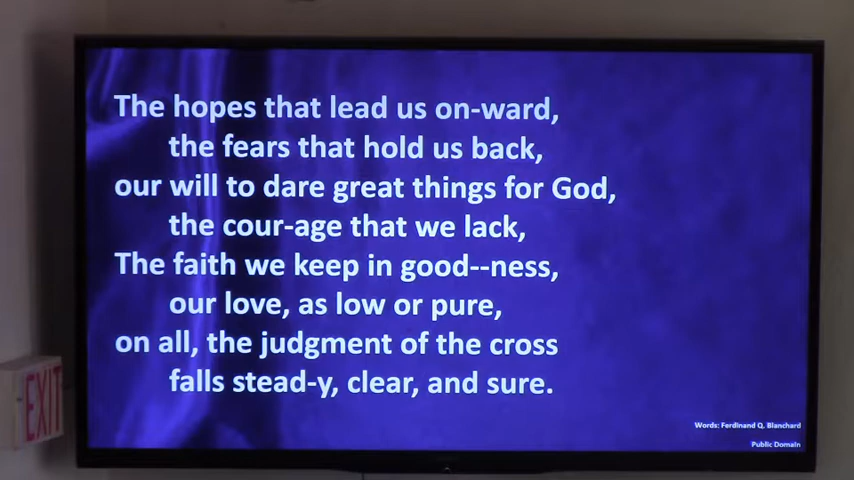 The hopes that lead us on-ward,
the fears that hold us back,
our will to dare great things for God,
the cour-age that we lack,
The faith we keep in good--ness,
our love, as low or pure,
on all, the judgment of the cross
falls stead-y, clear, and sure.
Words: Ferdinand Q, Blanchard
Public Domain
EXIT